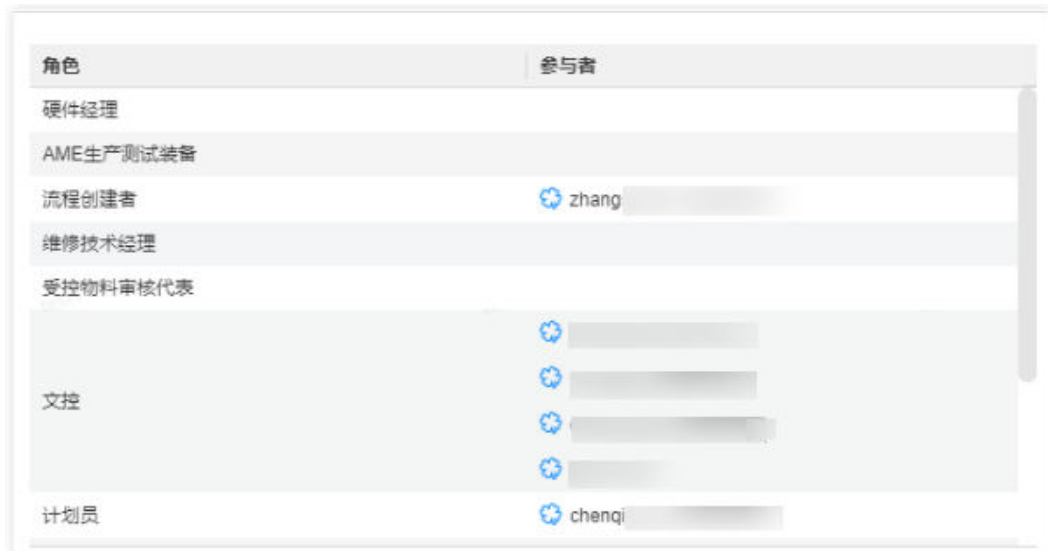 角色 参与者
硬件经理
AME生产测试装备
流程创建者 zhang
维修技术经理
受控物料审核代表
文控
计划员 chenqi